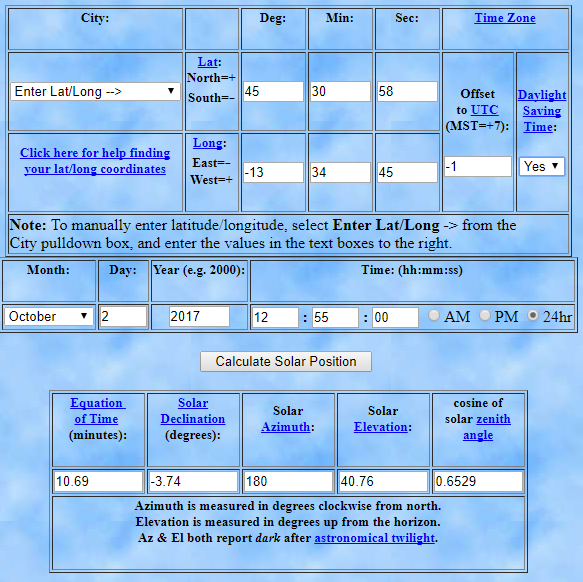 City: Deg: Min: Sec: Time Zone
Enter Lat/Long -->
Lat:
North=+
South=–
45 30 58
Offset
to UTC
(MST=+7):
Daylight
Saving
Time:
Click here for help finding
your lat/long coordinates
Long:
East=–
West=+
-13 34 45
-1
Yes
Note: To manually enter latitude/longitude, select Enter Lat/Long -> from the
City pulldown box, and enter the values in the text boxes to the right.
Month: Day: Year (e.g. 2000): Time: (hh:mm:ss)
October 2 2017 12 : 55 : 00 AM PM 24hr
Calculate Solar Position
Equation
of Time
(minutes):
Solar
Declination
(degrees):
Solar
Azimuth:
Solar
Elevation:
cosine of
solar zenith
angle
10.69 -3.74 180 40.76 0.6529
Azimuth is measured in degrees clockwise from north.
Elevation is measured in degrees up from the horizon.
Az & El both report dark after astronomical twilight.